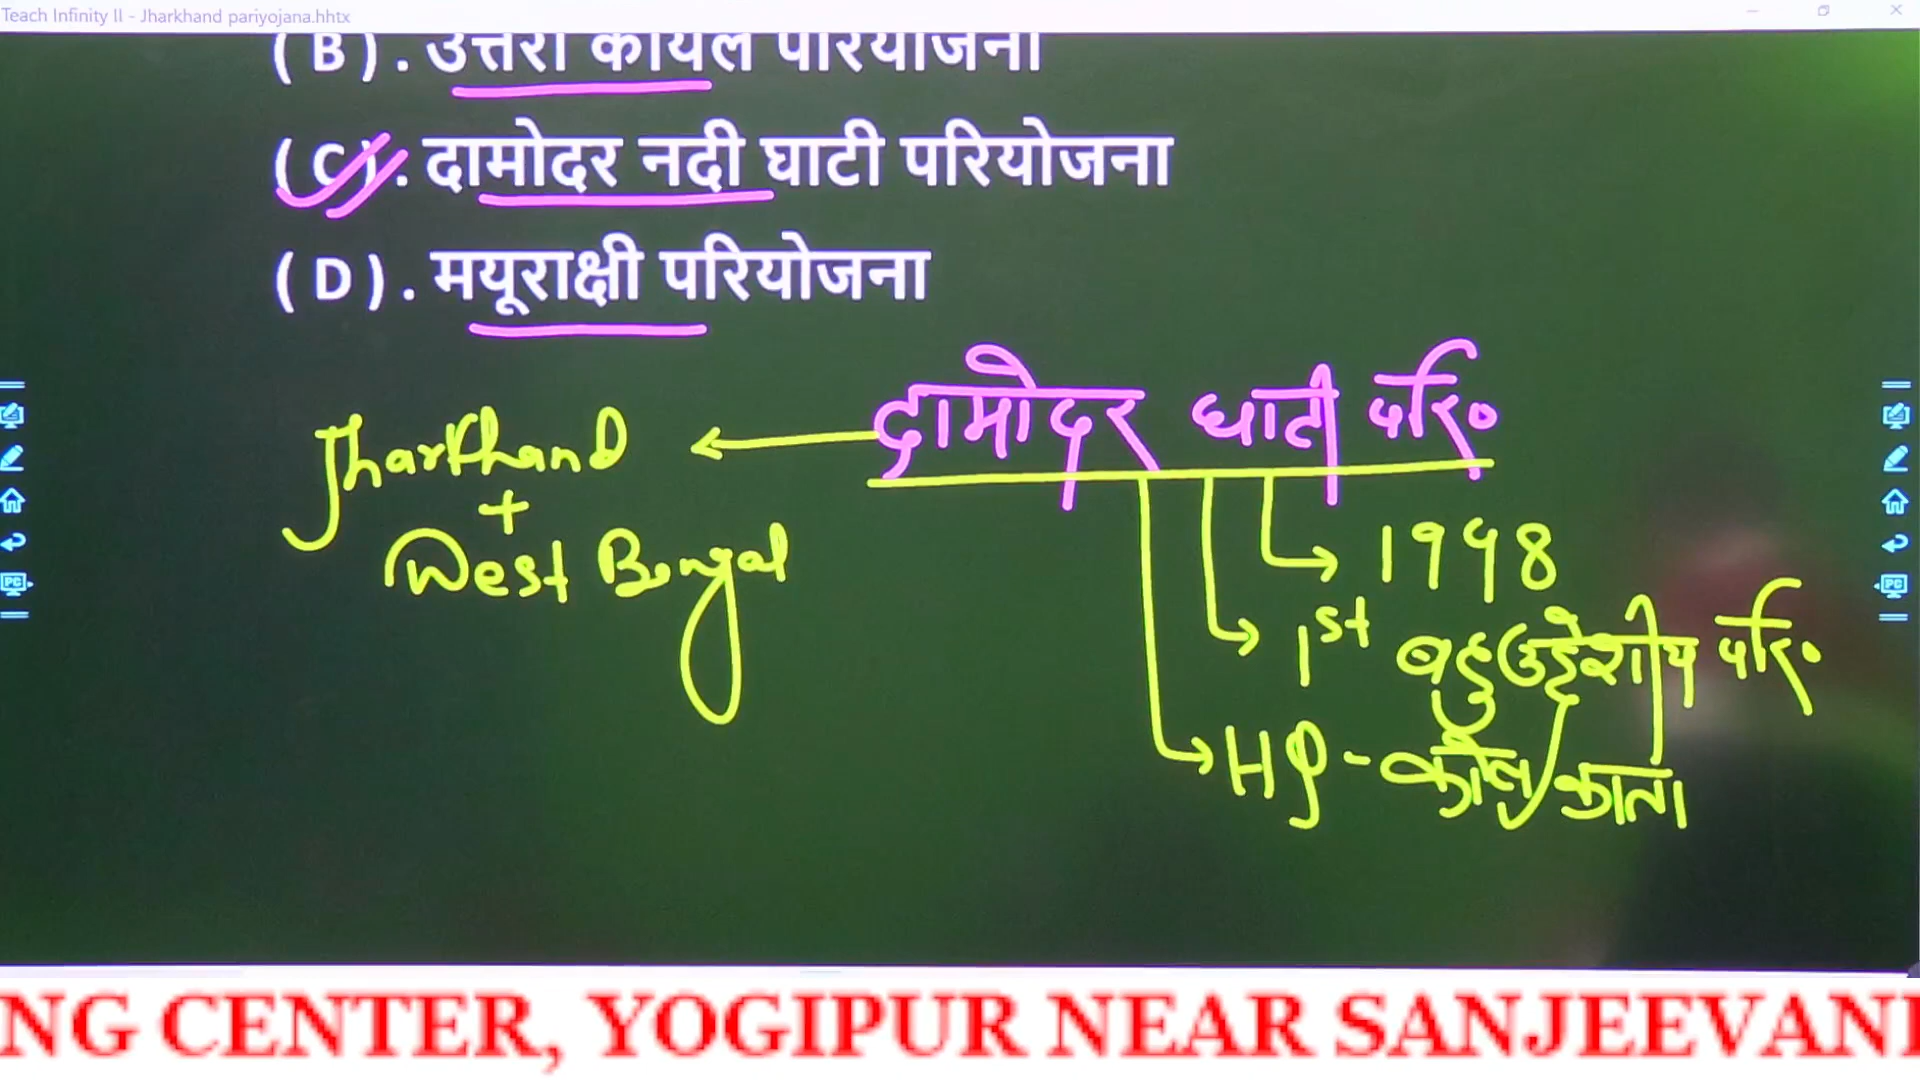 Teach Infinity II - Jharkhand pariyojana.hhtx
( B ) . उत्तरी कोयल परियोजना
( C ) . दामोदर नदी घाटी परियोजना
( D ) . मयूराक्षी परियोजना
दामोदर घाटी परि०
Jharkhand
+
West Bengal
1948
1st बहुउद्देशीय परि०
HQ - कोलकाता
NG CENTER, YOGIPUR NEAR SANJEEVANI